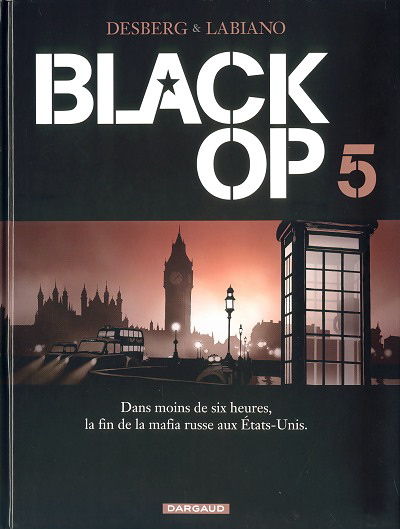 DESBERG & LABIANO
BLACK
OP 5
Dans moins de six heures,
la fin de la mafia russe aux États-Unis.
DARGAUD